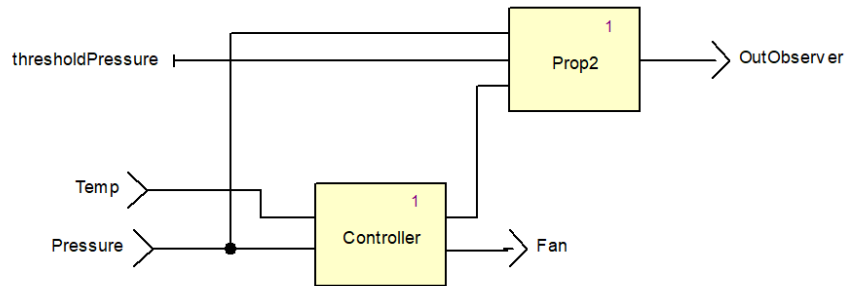 1
thresholdPressure
Prop2
OutObserver
Temp
1
Pressure
Controller
Fan